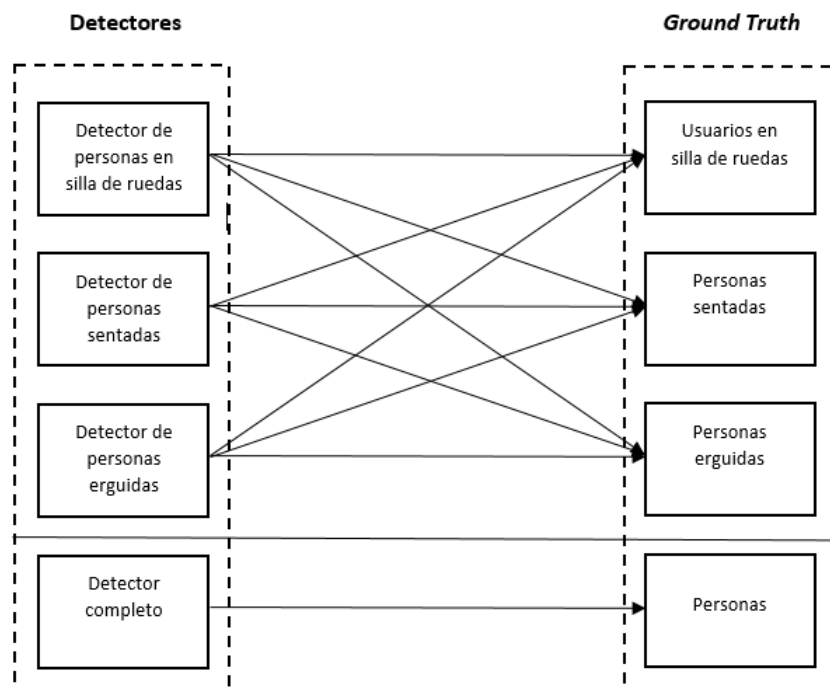 Detectores
Ground Truth
Detector de
personas en
silla de ruedas
Usuarios en
silla de ruedas
Detector de
personas
sentadas
Personas
sentadas
Detector de
personas
erguidas
Personas
erguidas
Detector
completo
Personas